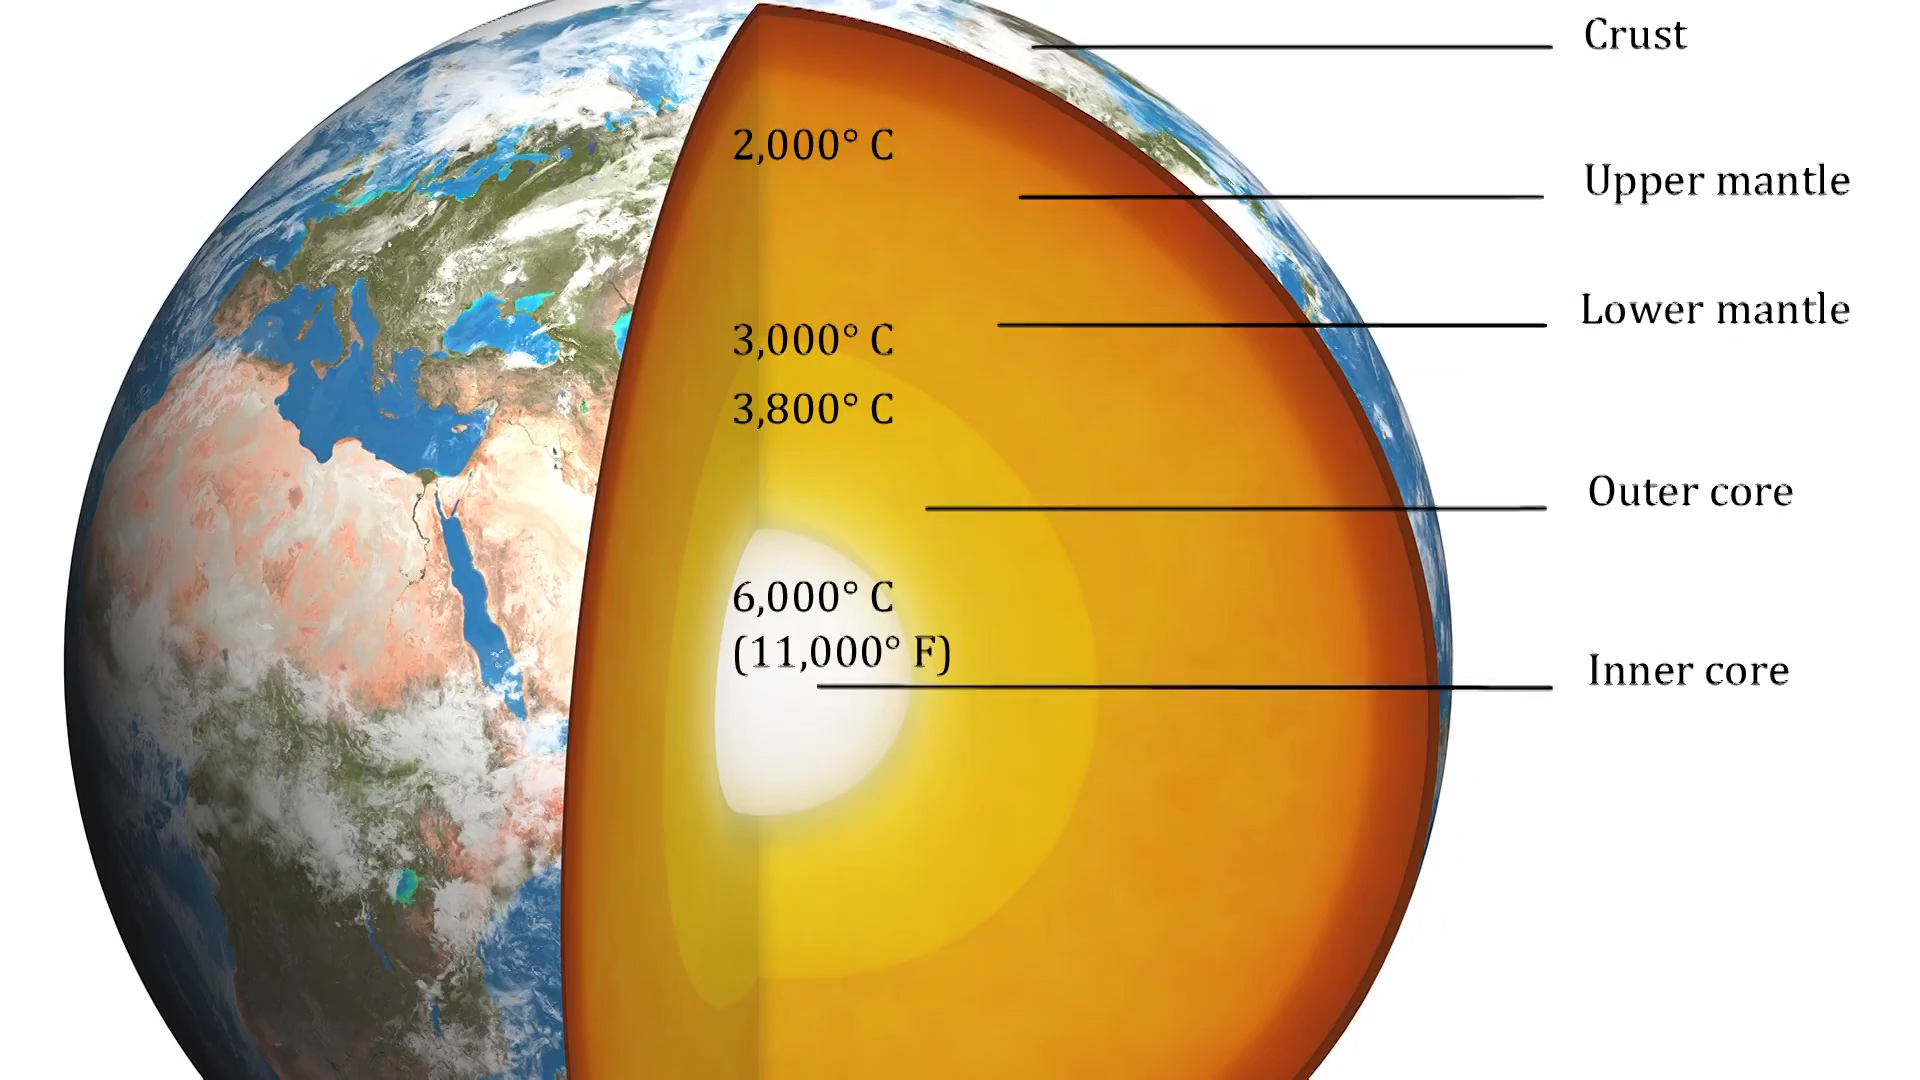 Crust
2,000° C
Upper mantle
Lower mantle
3,000° C
3,800° C
Outer core
6,000° C
(11,000° F)
Inner core